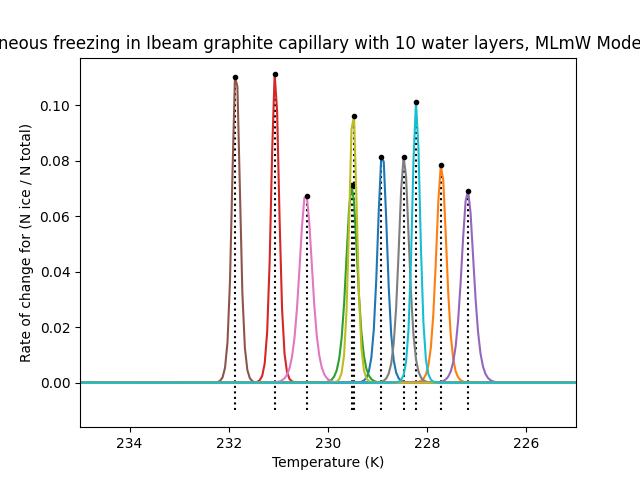 neous freezing in Ibeam graphite capillary with 10 water layers, MLmW Mode
Rate of change for (N ice / N total)
0.10
0.08
0.06
0.04
0.02
0.00
234 232 230 228 226
Temperature (K)